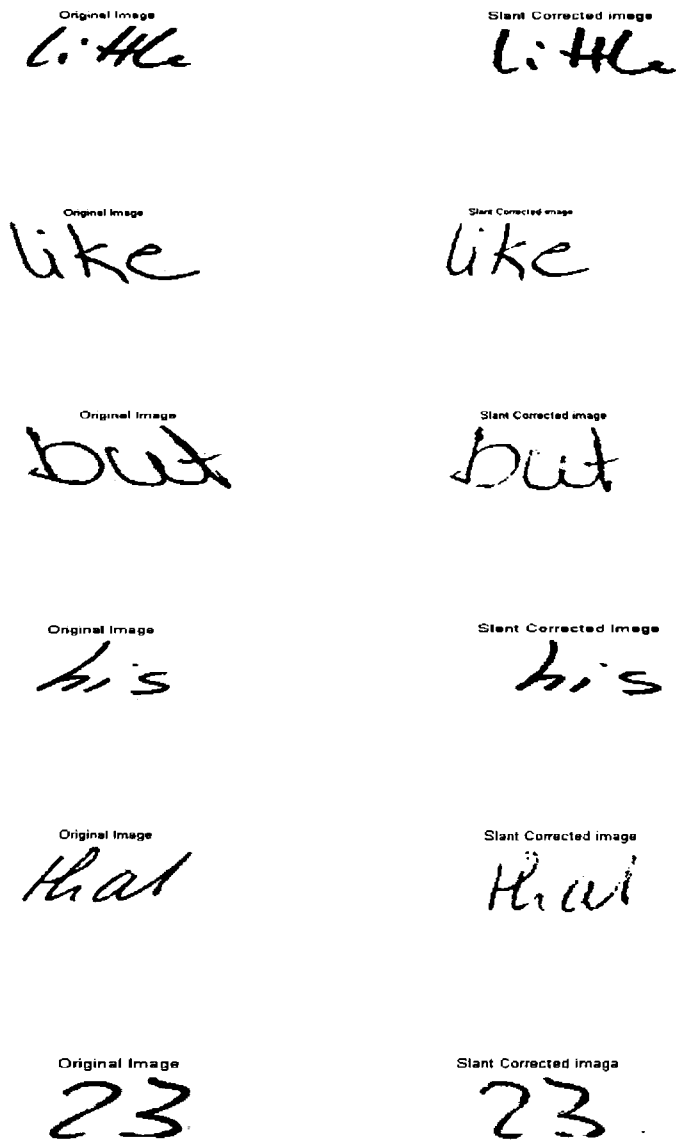 Original Image Slant Corrected image
little little
Original Image Slant Corrected image
like like
Original Image Slant Corrected image
but but
Original Image Slant Corrected Image
his his
Original Image Slant Corrected image
that that
Original Image Slant Corrected imaga
23 23